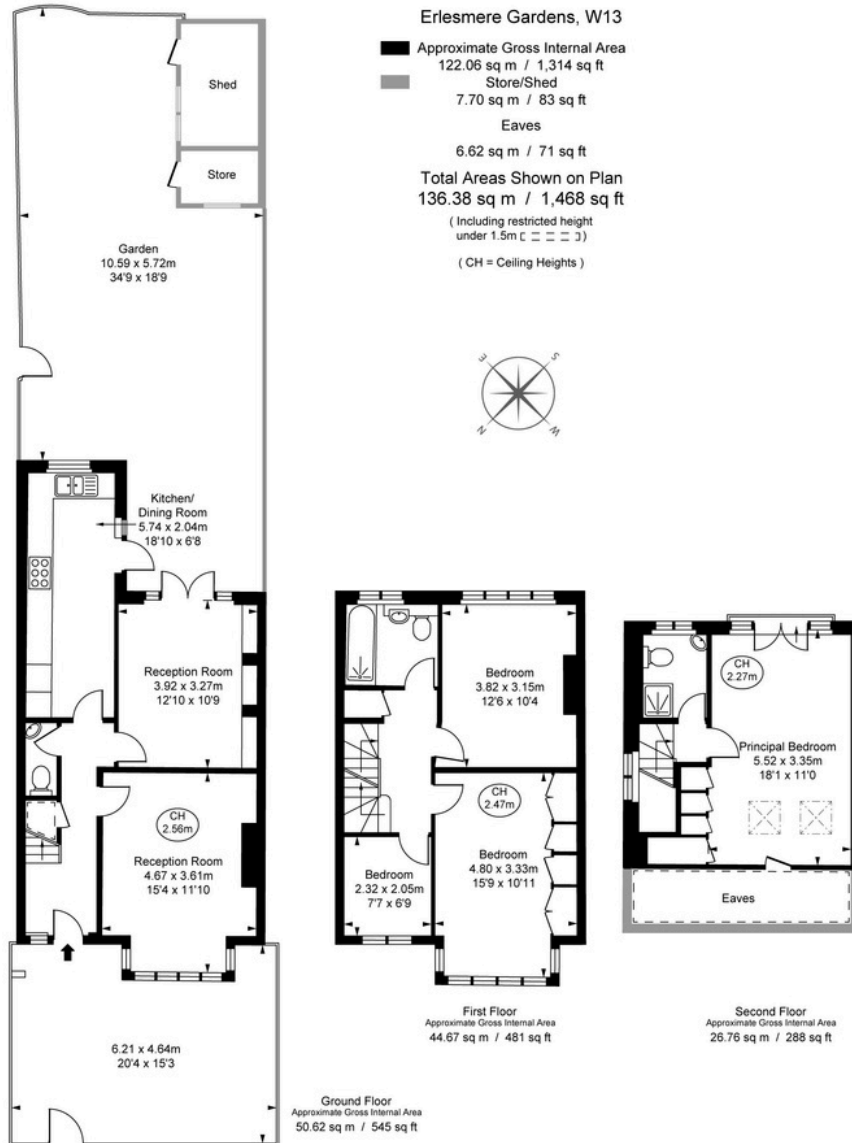 Erlesmere Gardens, W13
Approximate Gross Internal Area
122.06 sq m / 1,314 sq ft
Store/Shed
7.70 sq m / 83 sq ft
Eaves
6.62 sq m / 71 sq ft
Total Areas Shown on Plan
136.38 sq m / 1,468 sq ft
( Including restricted height
under 1.5m )
( CH = Ceiling Heights )
Shed
Store
Garden
10.59 x 5.72m
34'9 x 18'9
E
S
N
W
Kitchen/
Dining Room
5.74 x 2.04m
18'10 x 6'8
Reception Room
3.92 x 3.27m
12'10 x 10'9
CH
2.56m
Reception Room
4.67 x 3.61m
15'4 x 11'10
6.21 x 4.64m
20'4 x 15'3
Ground Floor
Approximate Gross Internal Area
50.62 sq m / 545 sq ft
Bedroom
3.82 x 3.15m
12'6 x 10'4
CH
2.47m
Bedroom
4.80 x 3.33m
15'9 x 10'11
Bedroom
2.32 x 2.05m
7'7 x 6'9
First Floor
Approximate Gross Internal Area
44.67 sq m / 481 sq ft
CH
2.27m
Principal Bedroom
5.52 x 3.35m
18'1 x 11'0
Eaves
Second Floor
Approximate Gross Internal Area
26.76 sq m / 288 sq ft